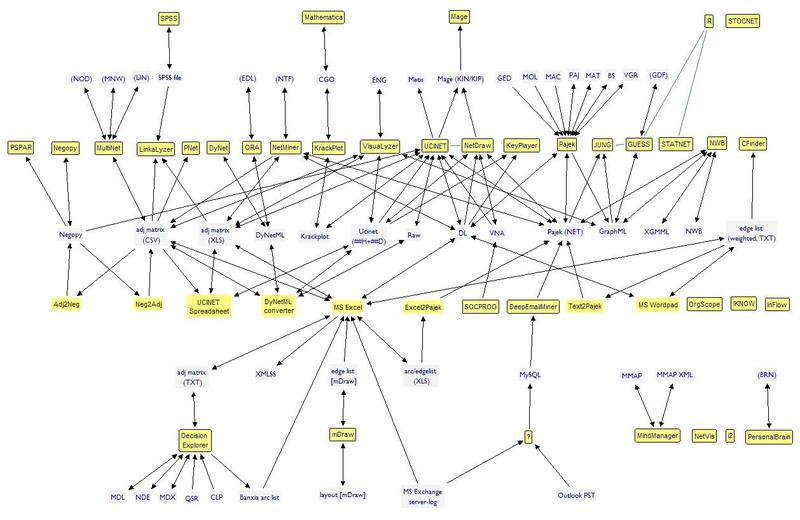 SPSS
Mathematica
Mage
R
STOCNET
(NOD)
(MNW)
(LIN)
SPSS file
(EDL)
(NTF)
CGO
ENG
Metis
Mage (KIN/KIP)
GED
MOL
MAC
PAJ
MAT
BS
VGR
(GDF)
PSPAR
Negopy
MultiNet
LinkaLyzer
PNet
DyNet
ORA
NetMiner
KrackPlot
VisuaLyzer
UCINET
NetDraw
KeyPlayer
Pajek
JUNG
GUESS
STATNET
NWB
CFinder
Negopy
adj matrix
(CSV)
adj matrix
(XLS)
DyNetML
Krackplot
Ucinet
(##H+##D)
Raw
DL
VNA
Pajek (NET)
GraphML
XGMML
NWB
edge list
(weighted, TXT)
Adj2Neg
Neg2Adj
UCINET
Spreadsheet
DyNetML
converter
MS Excel
Excel2Pajek
SOCPROG
DeepEmailMiner
Text2Pajek
MS Wordpad
OrgScope
IKNOW
inFlow
adj matrix
(TXT)
XMLSS
edge list
[mDraw]
arc/edgelist
(XLS)
MySQL
MMAP
MMAP XML
(BRN)
Decision
Explorer
mDraw
?
MindManager
NetVis
i2
PersonalBrain
MDL
NDE
MDX
QSR
CLP
Banxia arc list
layout [mDraw]
MS Exchange
server-log
Outlook PST